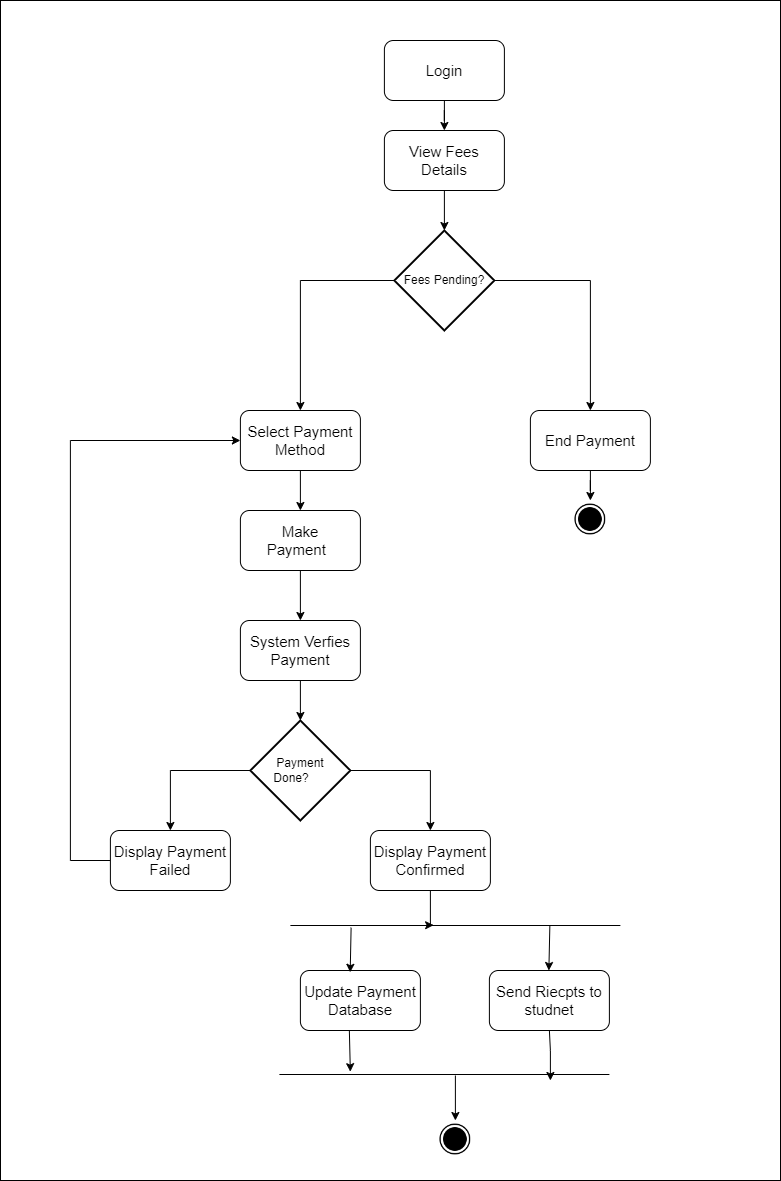 Login
View Fees
Details
Fees Pending?
Select Payment
Method
End Payment
Make
Payment
System Verfies
Payment
Payment
Done?
Display Payment
Failed
Display Payment
Confirmed
Update Payment
Database
Send Riecpts to
studnet